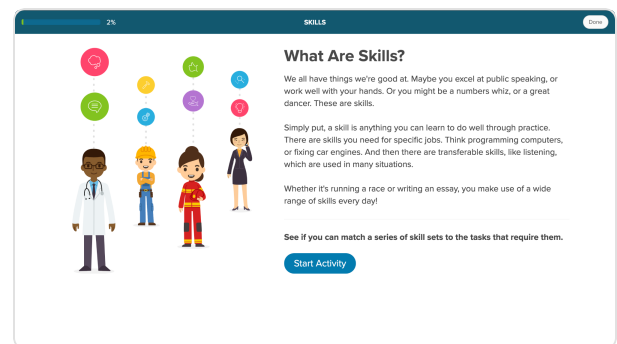 2%
SKILLS
Done
What Are Skills?
We all have things we're good at. Maybe you excel at public speaking, or
work well with your hands. Or you might be a numbers whiz, or a great
dancer. These are skills.
Simply put, a skill is anything you can learn to do well through practice.
There are skills you need for specific jobs. Think programming computers,
or fixing car engines. And then there are transferable skills, like listening,
which are used in many situations.
Whether it's running a race or writing an essay, you make use of a wide
range of skills every day!
See if you can match a series of skill sets to the tasks that require them.
Start Activity